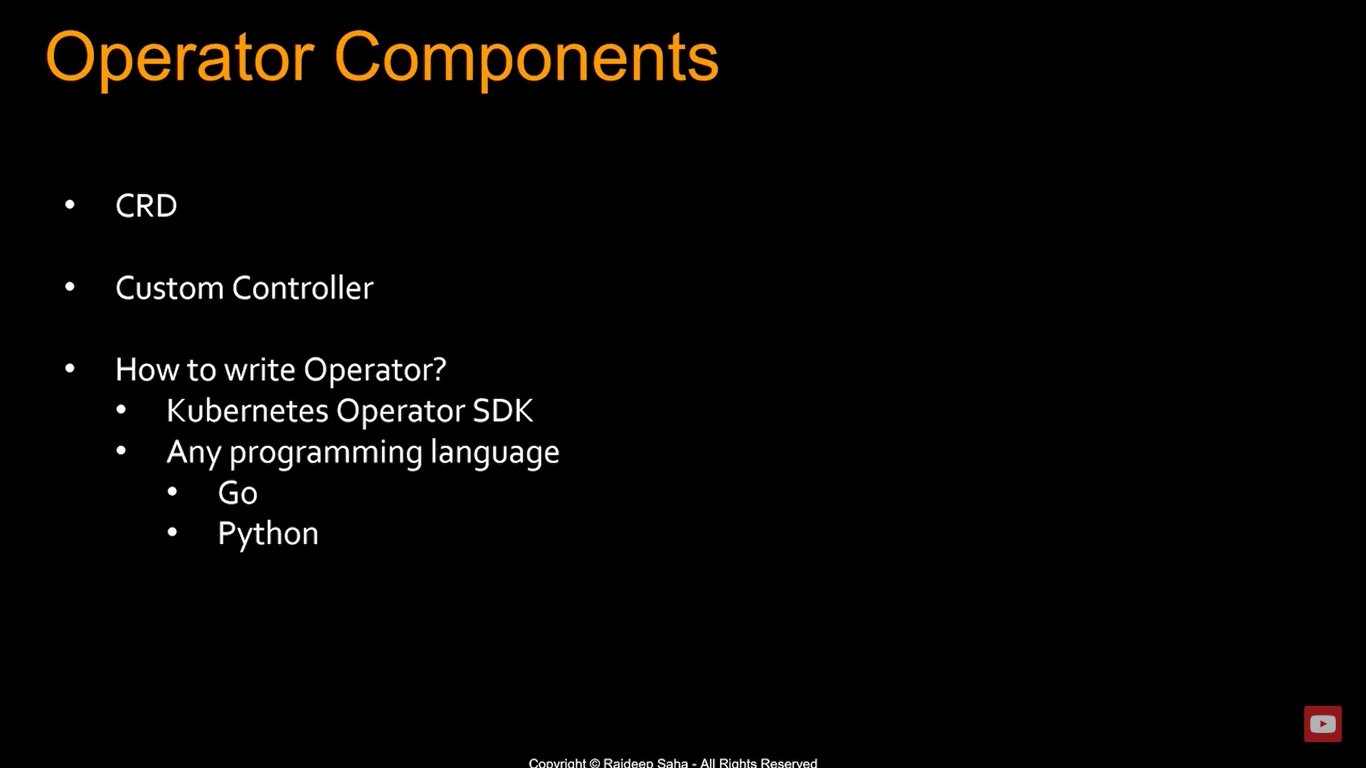 Operator Components
• CRD
• Custom Controller
• How to write Operator?
• Kubernetes Operator SDK
• Any programming language
• Go
• Python
Copyright © Rajdeep Saha - All Rights Reserved